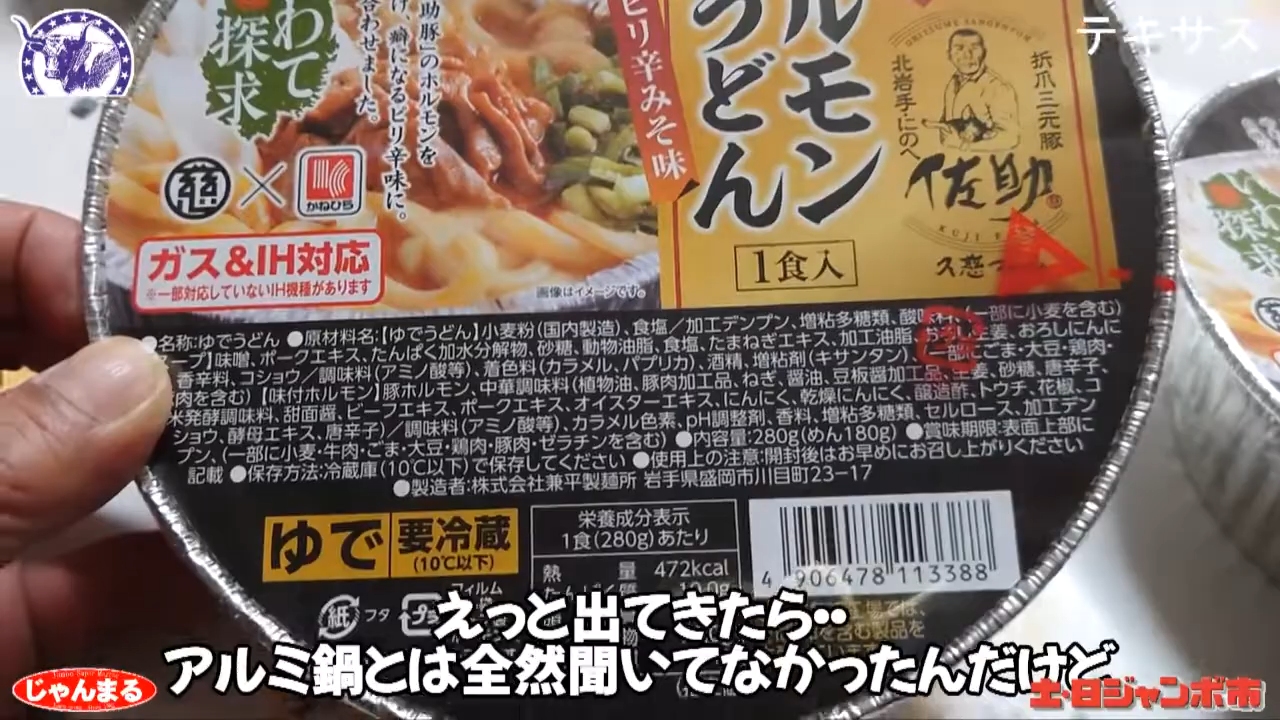 テキサス
わて
探求
助豚」のホルモンを
け、癖になるピリ辛味に。
合わせました。
ピリ辛みそ味
ルモン
うどん
1食入
折爪三元豚
北岩手・にのへ
佐助
かねひら
ガス&IH対応
※一部対応していないIH機種があります
画像はイメージです。
●名称:ゆでうどん ●原材料名:【ゆでうどん】小麦粉(国内製造)、食塩/加工デンプン、増粘多糖類、酸味料、(一部に小麦を含む)
ープ】味噌、ポークエキス、たんぱく加水分解物、砂糖、動物油脂、食塩、たまねぎエキス、加工油脂、おろし生姜、おろしにんに
香辛料、コショウ/調味料(アミノ酸等)、着色料(カラメル、パプリカ)、酒精、増粘剤(キサンタン)、(一部にごま・大豆・鶏肉・
肉を含む)【味付ホルモン】豚ホルモン、中華調味料(植物油、豚肉加工品、ねぎ、醤油、豆板醤加工品、生姜、砂糖、唐辛子、
米発酵調味料、甜面醤、ビーフエキス、ポークエキス、オイスターエキス、にんにく、乾燥にんにく、醸造酢、トウチ、花椒、コ
ショウ、酵母エキス、唐辛子)/調味料(アミノ酸等)、カラメル色素、pH調整剤、香料、増粘多糖類、セルロース、加工デン
プン、(一部に小麦・牛肉・ごま・大豆・鶏肉・豚肉・ゼラチンを含む) ●内容量:280g(めん180g) ●賞味期限:表面上部に
記載 ●保存方法:冷蔵庫(10℃以下)で保存してください ●使用上の注意:開封後はお早めにお召し上がりください
●製造者:株式会社兼平製麺所 岩手県盛岡市川目町23-17
ゆで
要冷蔵
(10℃以下)
栄養成分表示
1食(280g)あたり
熱量 472kcal
4 906478 113388
紙 フタ
えっと出てきたら‥
アルミ鍋とは全然聞いてなかったんだけど
じゃんまる
土・日ジャンボ市